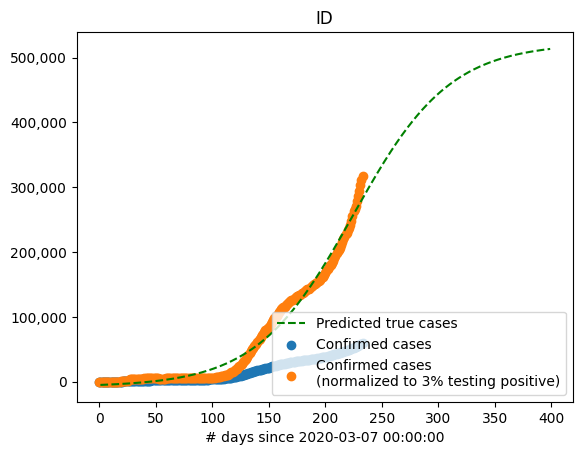 ID
500,000
400,000
300,000
200,000
100,000
0
Predicted true cases
Confirmed cases
Confirmed cases
(normalized to 3% testing positive)
0 50 100 150 200 250 300 350 400
# days since 2020-03-07 00:00:00